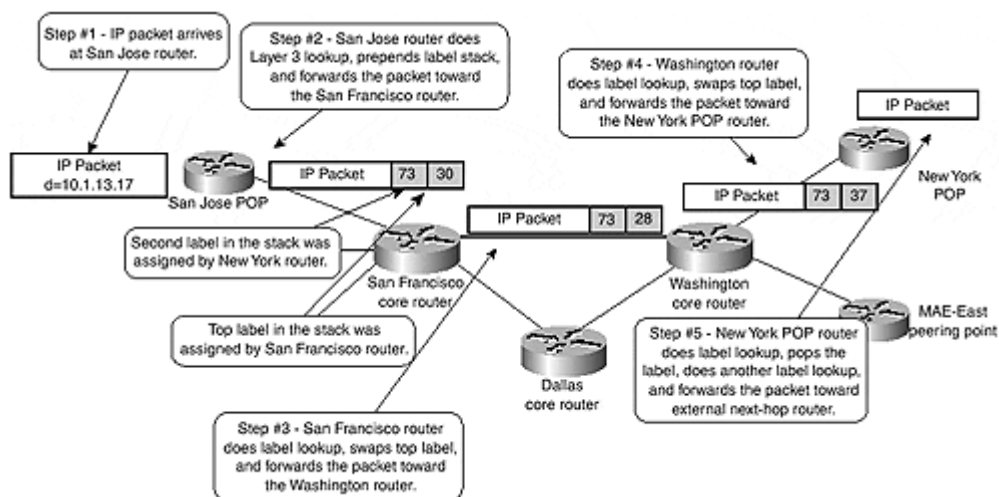 Step #1 - IP packet arrives
at San Jose router.
Step #2 - San Jose router does
Layer 3 lookup, prepends label stack,
and forwards the packet toward
the San Francisco router.
Step #4 - Washington router
does label lookup, swaps top label,
and forwards the packet toward
the New York POP router.
IP Packet
IP Packet
d=10.1.13.17
San Jose POP
IP Packet 73 30
New York
POP
IP Packet 73 37
IP Packet 73 28
Second label in the stack was
assigned by New York router.
San Francisco
core router
Washington
core router
Top label in the stack was
assigned by San Francisco router.
MAE-East
peering point
Dallas
core router
Step #5 - New York POP router
does label lookup, pops the
label, does another label lookup,
and forwards the packet toward
external next-hop router.
Step #3 - San Francisco router
does label lookup, swaps top label,
and forwards the packet toward
the Washington router.